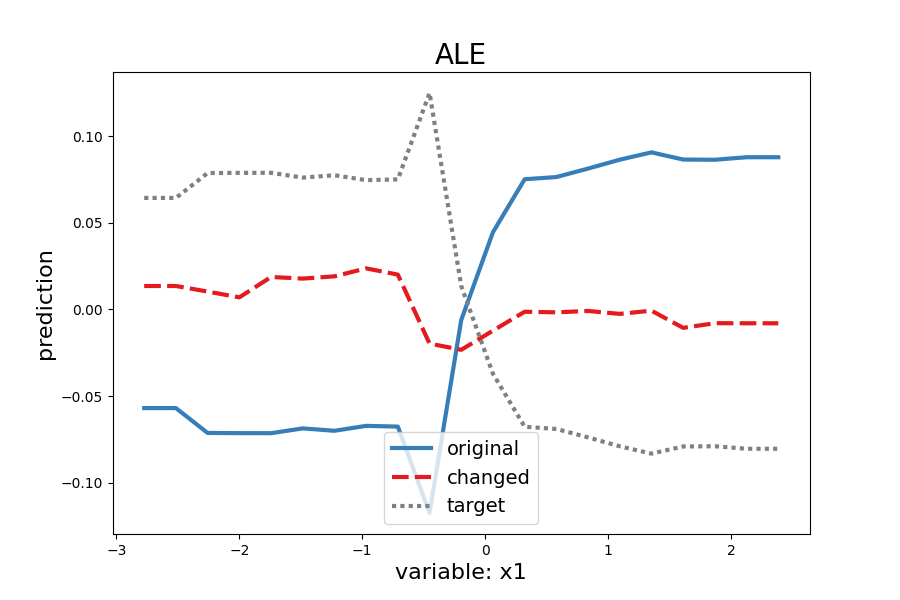 ALE
prediction
0.10
0.05
0.00
−0.05
−0.10
original
changed
target
−3
−2
−1
0
1
2
variable: x1